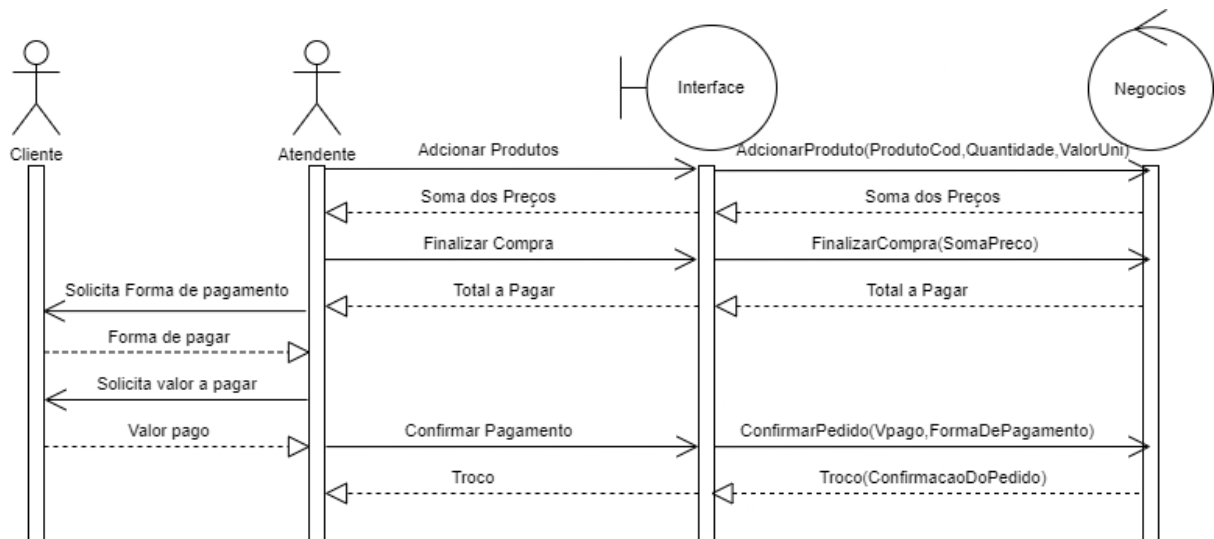 Interface
Negocios
Cliente
Atendente
Adcionar Produtos
AdcionarProduto(ProdutoCod,Quantidade,ValorUni)
Soma dos Preços
Soma dos Preços
Finalizar Compra
FinalizarCompra(SomaPreco)
Solicita Forma de pagamento
Total a Pagar
Total a Pagar
Forma de pagar
Solicita valor a pagar
Valor pago
Confirmar Pagamento
ConfirmarPedido(Vpago,FormaDePagamento)
Troco
Troco(ConfirmacaoDoPedido)